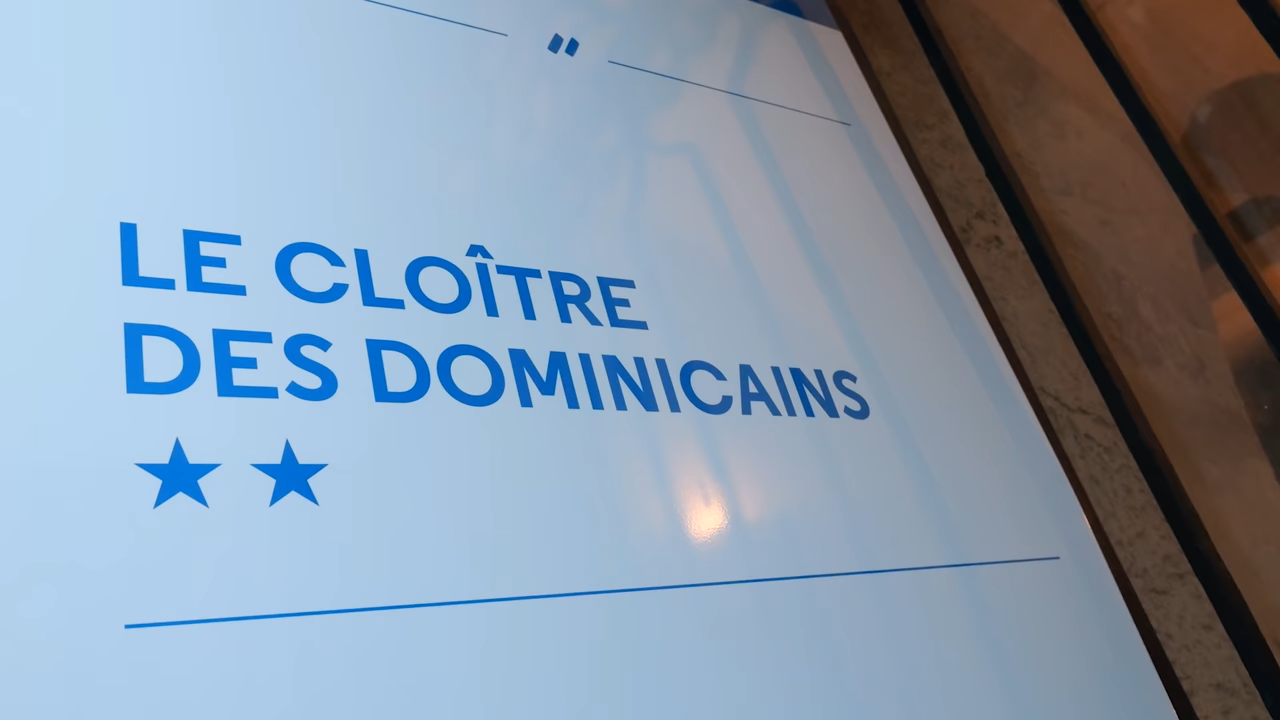 "
LE CLOÎTRE
DES DOMINICAINS
★ ★